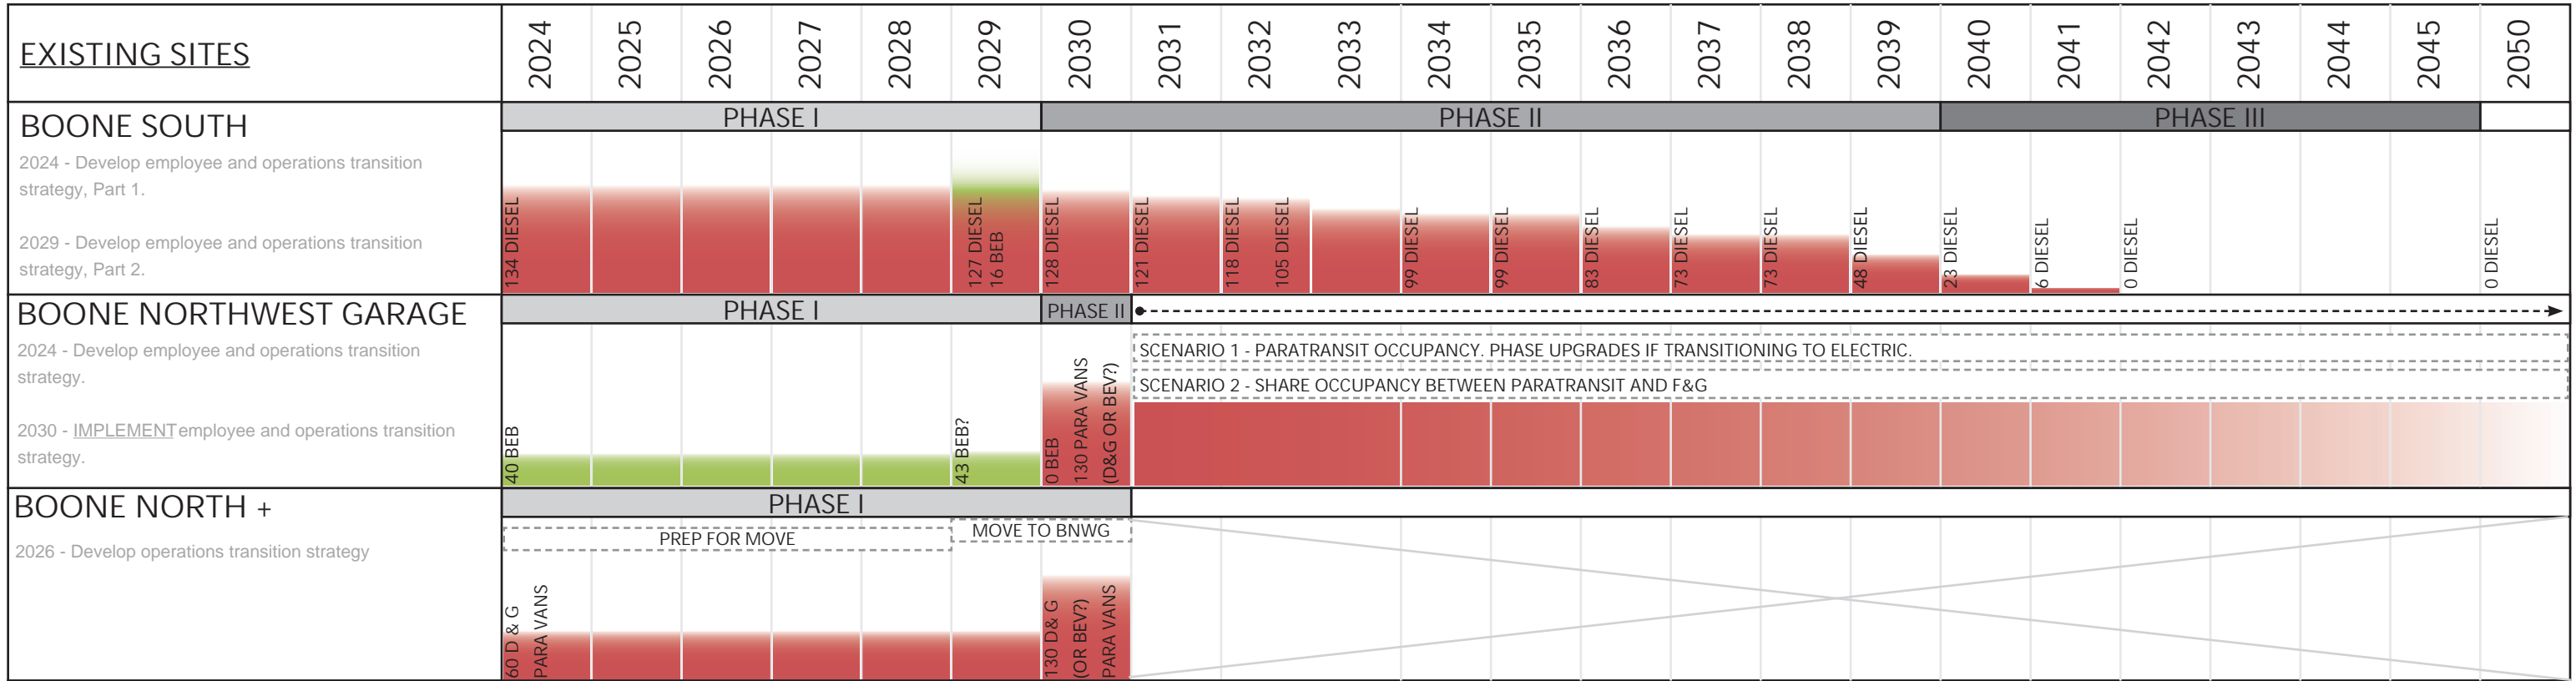 EXISTING SITES
2024
2025
2026
2027
2028
2029
2030
2031
2032
2033
2034
2035
2036
2037
2038
2039
2040
2041
2042
2043
2044
2045
2050
BOONE SOUTH
2024 - Develop employee and operations transition
strategy, Part 1.
2029 - Develop employee and operations transition
strategy, Part 2.
PHASE I
PHASE II
PHASE III
134 DIESEL
127 DIESEL
16 BEB
128 DIESEL
121 DIESEL
118 DIESEL
105 DIESEL
99 DIESEL
99 DIESEL
83 DIESEL
73 DIESEL
73 DIESEL
48 DIESEL
23 DIESEL
6 DIESEL
0 DIESEL
0 DIESEL
BOONE NORTHWEST GARAGE
2024 - Develop employee and operations transition
strategy.
2030 - IMPLEMENT employee and operations transition
strategy.
PHASE I
PHASE II
SCENARIO 1 - PARATRANSIT OCCUPANCY. PHASE UPGRADES IF TRANSITIONING TO ELECTRIC.
SCENARIO 2 - SHARE OCCUPANCY BETWEEN PARATRANSIT AND F&G
40 BEB
43 BEB?
0 BEB
130 PARA VANS
(D&G OR BEV?)
BOONE NORTH +
2026 - Develop operations transition strategy
PHASE I
PREP FOR MOVE
MOVE TO BNWG
60 D & G
PARA VANS
130 D& G
(OR BEV?)
PARA VANS